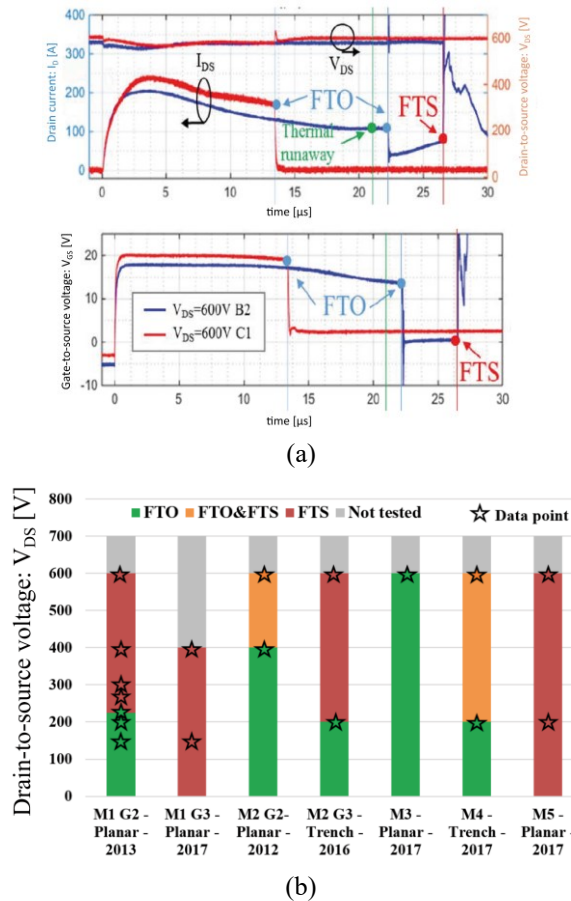 400
350
300
200
100
0
Drain current: I_D [A]
I_DS
V_DS
FTO
FTS
Thermal
runaway
600
400
200
0
Drain-to-source voltage: V_DS [V]
0
5
10
15
20
25
30
time [µs]
20
10
0
-10
Gate-to-source voltage: V_GS [V]
FTO
V_DS=600V B2
V_DS=600V C1
FTS
0
5
10
15
20
25
30
time [µs]
(a)
Drain-to-source voltage: V_DS [V]
800
FTO
FTO&FTS
FTS
Not tested
Data point
700
600
500
400
300
200
100
0
M1 G2 -
Planar -
2013
M1 G3 -
Planar -
2017
M2 G2-
Planar -
2012
M2 G3 -
Trench -
2016
M3 -
Planar -
2017
M4 -
Trench -
2017
M5 -
Planar -
2017
(b)